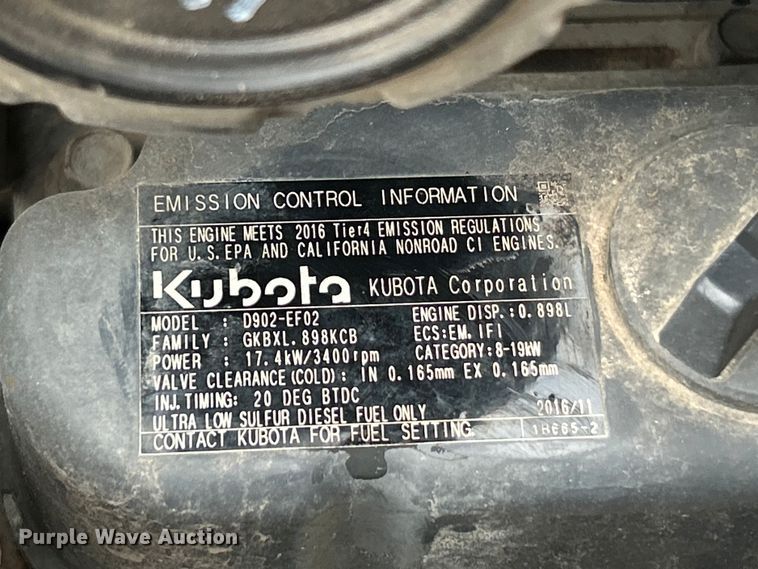 EMISSION CONTROL INFORMATION
THIS ENGINE MEETS 2016 Tier4 EMISSION REGULATIONS
FOR U.S. EPA AND CALIFORNIA NONROAD CI ENGINES.
Kubota KUBOTA Corporation
MODEL : D902-EF02 ENGINE DISP.:0.898L
FAMILY : GKBXL.898KCB ECS:EM,IFI
POWER : 17.4kW/3400rpm CATEGORY:8-19kW
VALVE CLEARANCE(COLD): IN 0.165mm EX 0.165mm
INJ.TIMING: 20 DEG BTDC
ULTRA LOW SULFUR DIESEL FUEL ONLY 2016/11
CONTACT KUBOTA FOR FUEL SETTING.
Purple Wave Auction